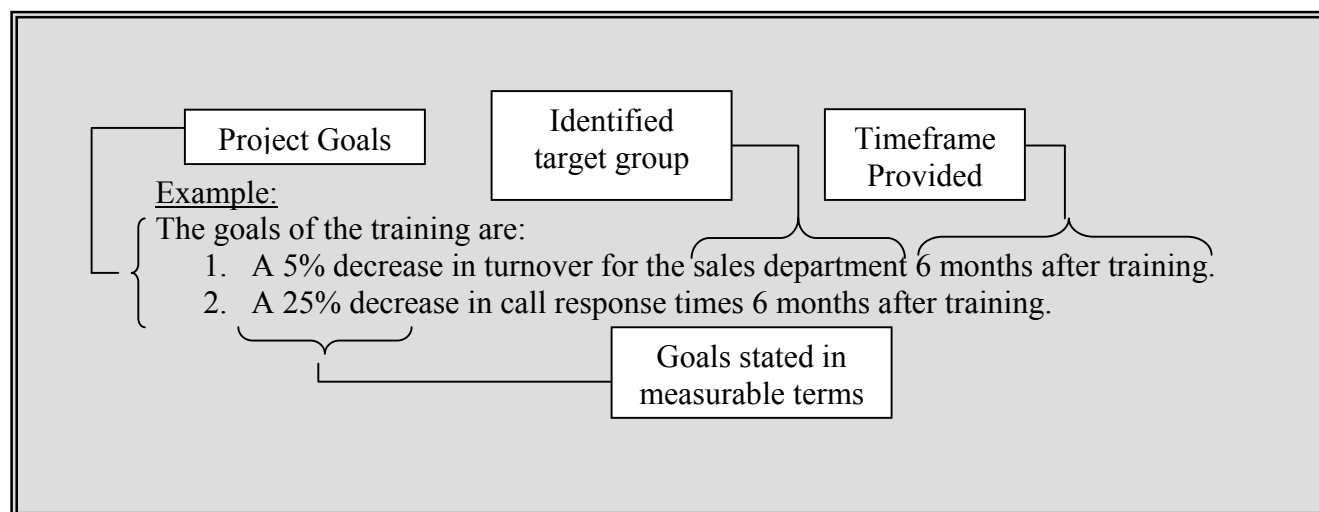 Project Goals
Identified
target group
Timeframe
Provided
Example:
The goals of the training are:
1. A 5% decrease in turnover for the sales department 6 months after training.
2. A 25% decrease in call response times 6 months after training.
Goals stated in
measurable terms